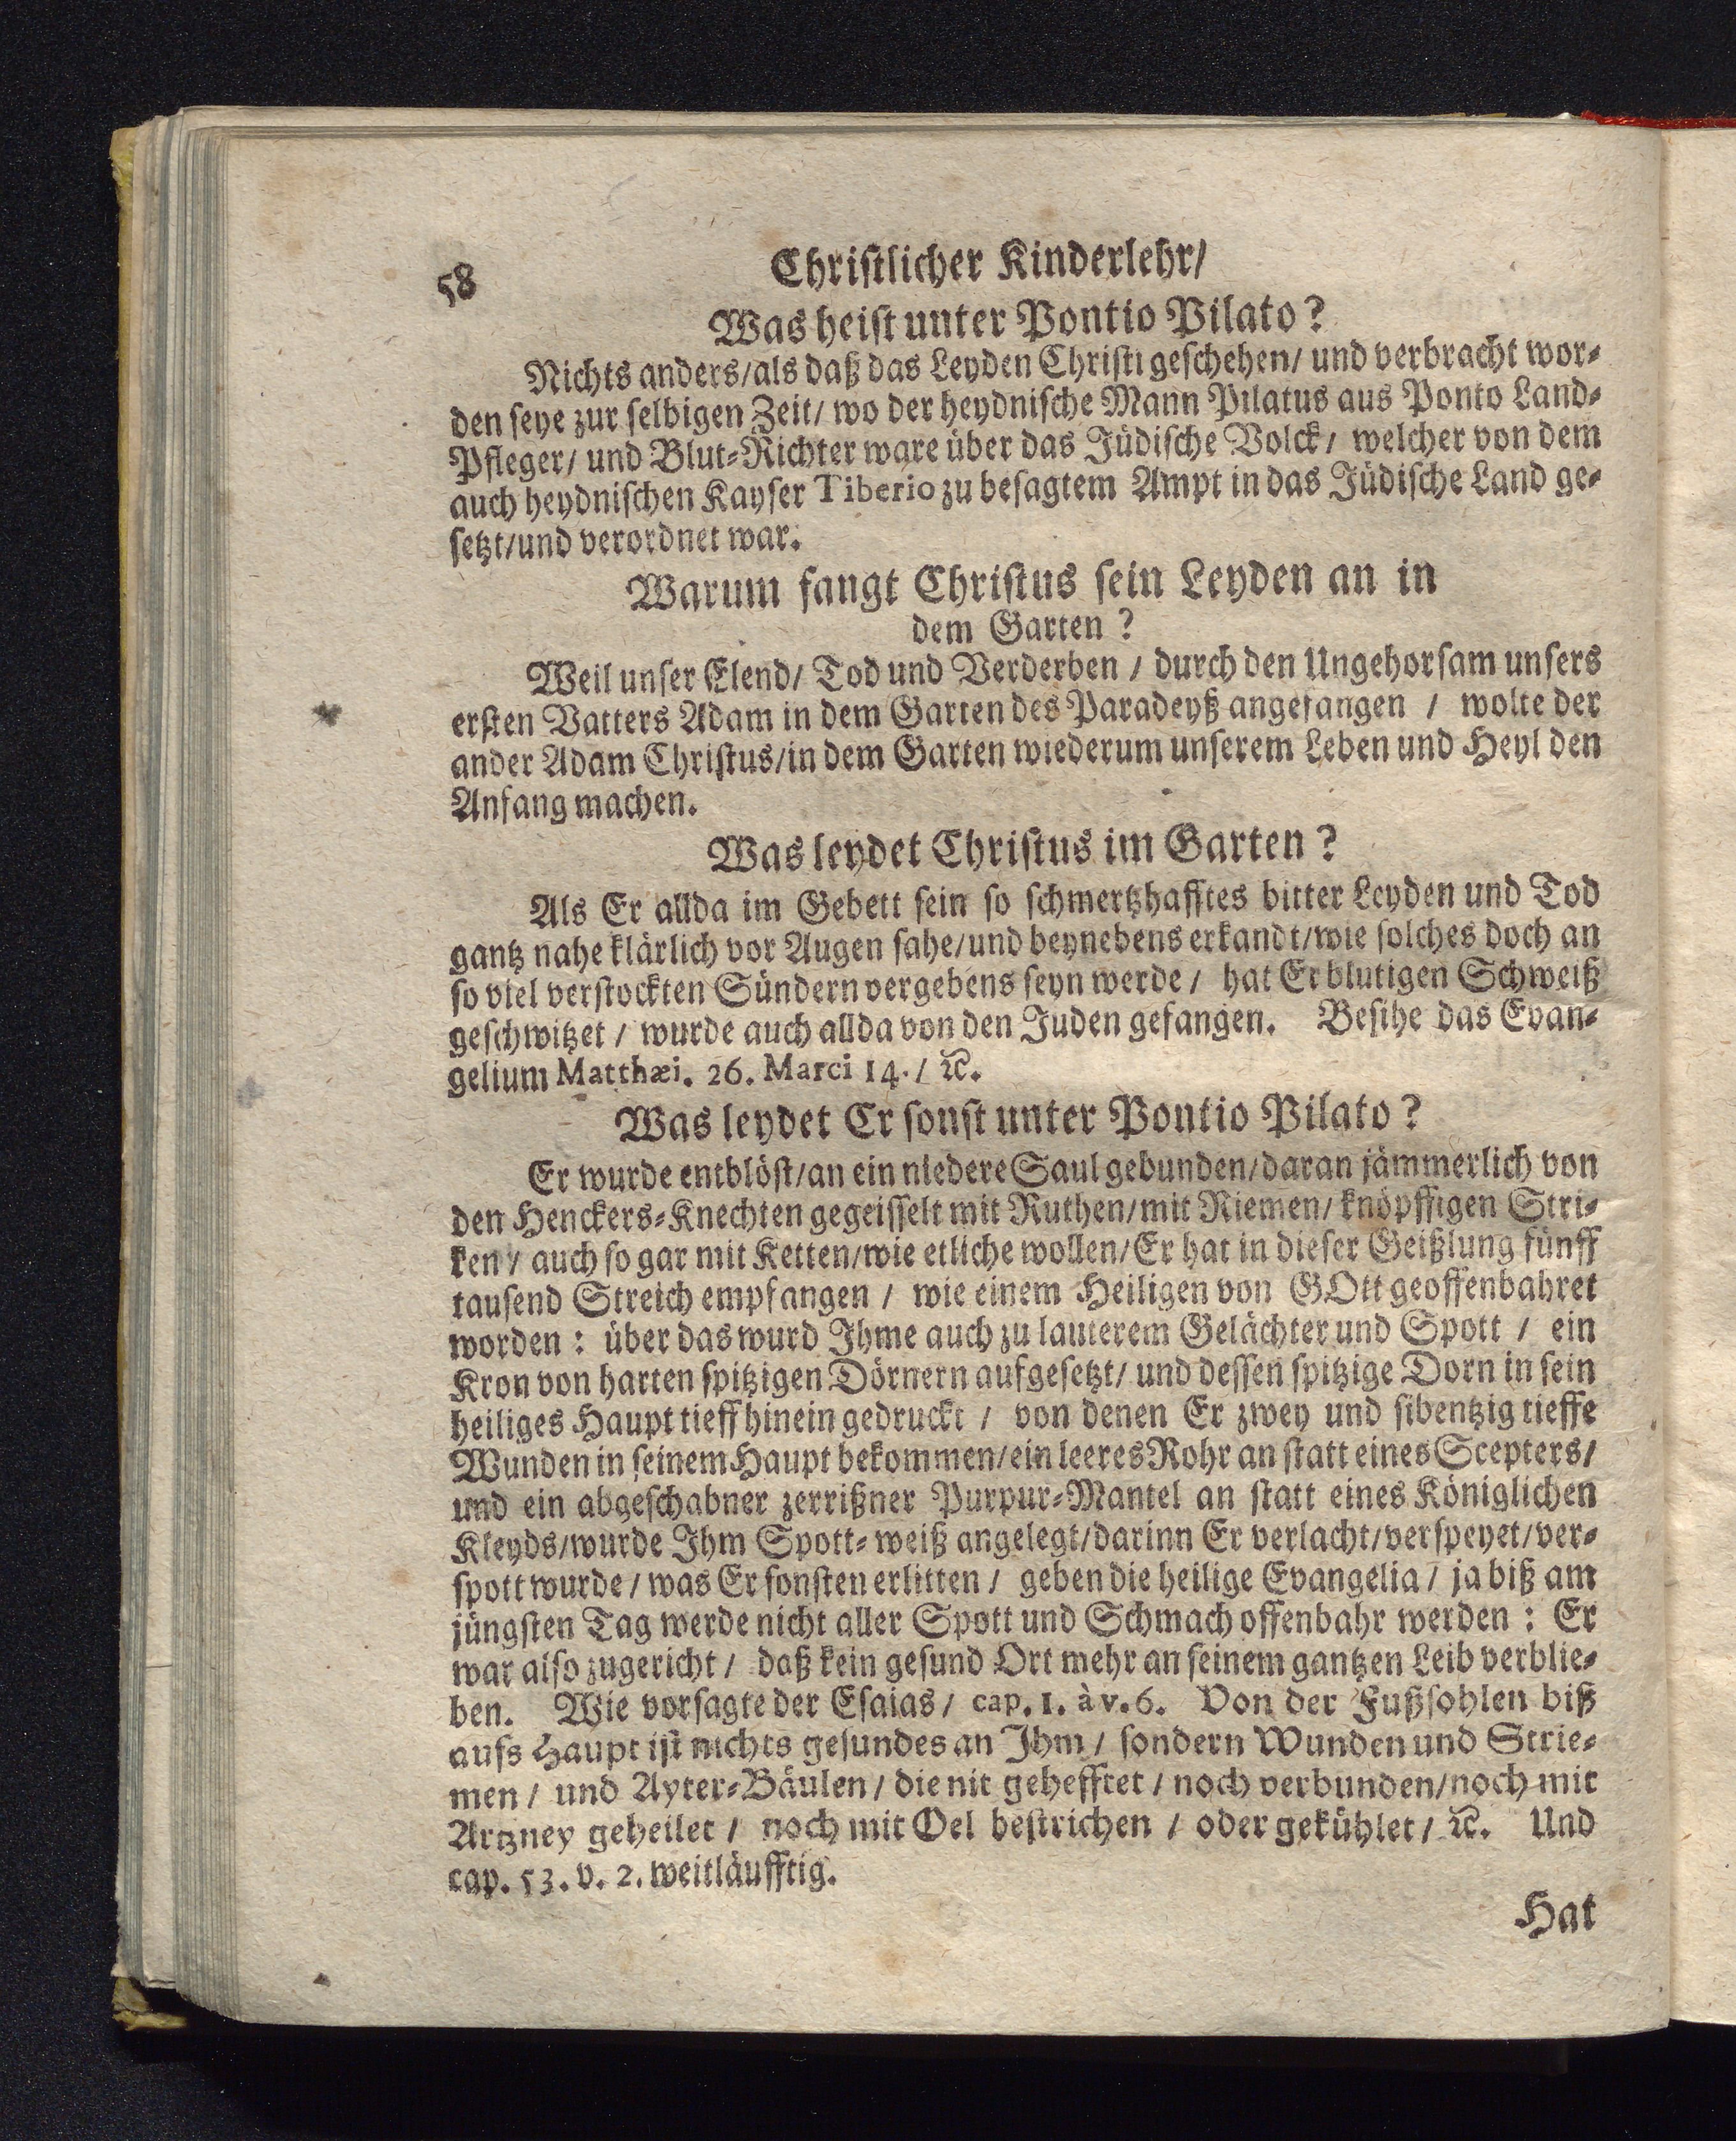 58
Christlicher Kinderlehr/
Was heist unter Pontio Pilato?
Nichts anders/als daß das Leyden Christi geschehen/ und verbracht wor-
den seye zur selbigen Zeit/ wo der heydnische Mann Pilatus aus Ponto Land-
Pfleger/ und Blut-Richter ware über das Jüdische Volck/ welcher von dem
auch heydnischen Kayser Tiberio zu besagtem Ampt in das Jüdische Land ge-
setzt/und verordnet war.
Warum fangt Christus sein Leyden an in
dem Garten?
Weil unser Elend/ Tod und Verderben / durch den Ungehorsam unsers
ersten Vatters Adam in dem Garten des Paradeyß angefangen / wolte der
ander Adam Christus/in dem Garten wiederum unserem Leben und Heyl den
Anfang machen.
Was leydet Christus im Garten?
Als Er allda im Gebett sein so schmertzhafftes bitter Leyden und Tod
gantz nahe klärlich vor Augen sahe/und beynebens erkandt/wie solches doch an
so viel verstockten Sündern vergebens seyn werde / hat Er blutigen Schweiß
geschwitzet / wurde auch allda von den Juden gefangen. Besihe das Evan-
gelium Matthæi. 26. Marci 14. / ꝛc.
Was leydet Er sonst unter Pontio Pilato?
Er wurde entblöst/an ein niedere Saul gebunden/daran jämmerlich von
den Henckers-Knechten gegeisselt mit Ruthen/mit Riemen/ knöpffigen Stri-
ken / auch so gar mit Ketten/wie etliche wollen/Er hat in dieser Geißlung fünff
tausend Streich empfangen / wie einem Heiligen von GOtt geoffenbahret
worden : über das wurd Ihme auch zu lauterem Gelächter und Spott / ein
Kron von harten spitzigen Dörnern aufgesetzt/ und dessen spitzige Dorn in sein
heiliges Haupt tieff hinein gedruckt / von denen Er zwey und sibentzig tieffe
Wunden in seinem Haupt bekommen/ein leeres Rohr an statt eines Scepters/
und ein abgeschabner zerrißner Purpur-Mantel an statt eines Königlichen
Kleyds/wurde Ihm Spott-weiß angelegt/darinn Er verlacht/verspeyet/ver-
spott wurde / was Er sonsten erlitten / geben die heilige Evangelia / ja biß am
jüngsten Tag werde nicht aller Spott und Schmach offenbahr werden : Er
war also zugericht / daß kein gesund Ort mehr an seinem gantzen Leib verblie-
ben. Wie vorsagte der Esaias / cap. 1. à v. 6. Von der Fußsohlen biß
aufs Haupt ist nichts gesundes an Ihm / sondern Wunden und Strie-
men / und Ayter-Bäulen / die nit gehefftet / noch verbunden/noch mit
Artzney geheilet / noch mit Oel bestrichen / oder gekühlet / ꝛc. Und
cap. 53. v. 2. weitläufftig.
Hat